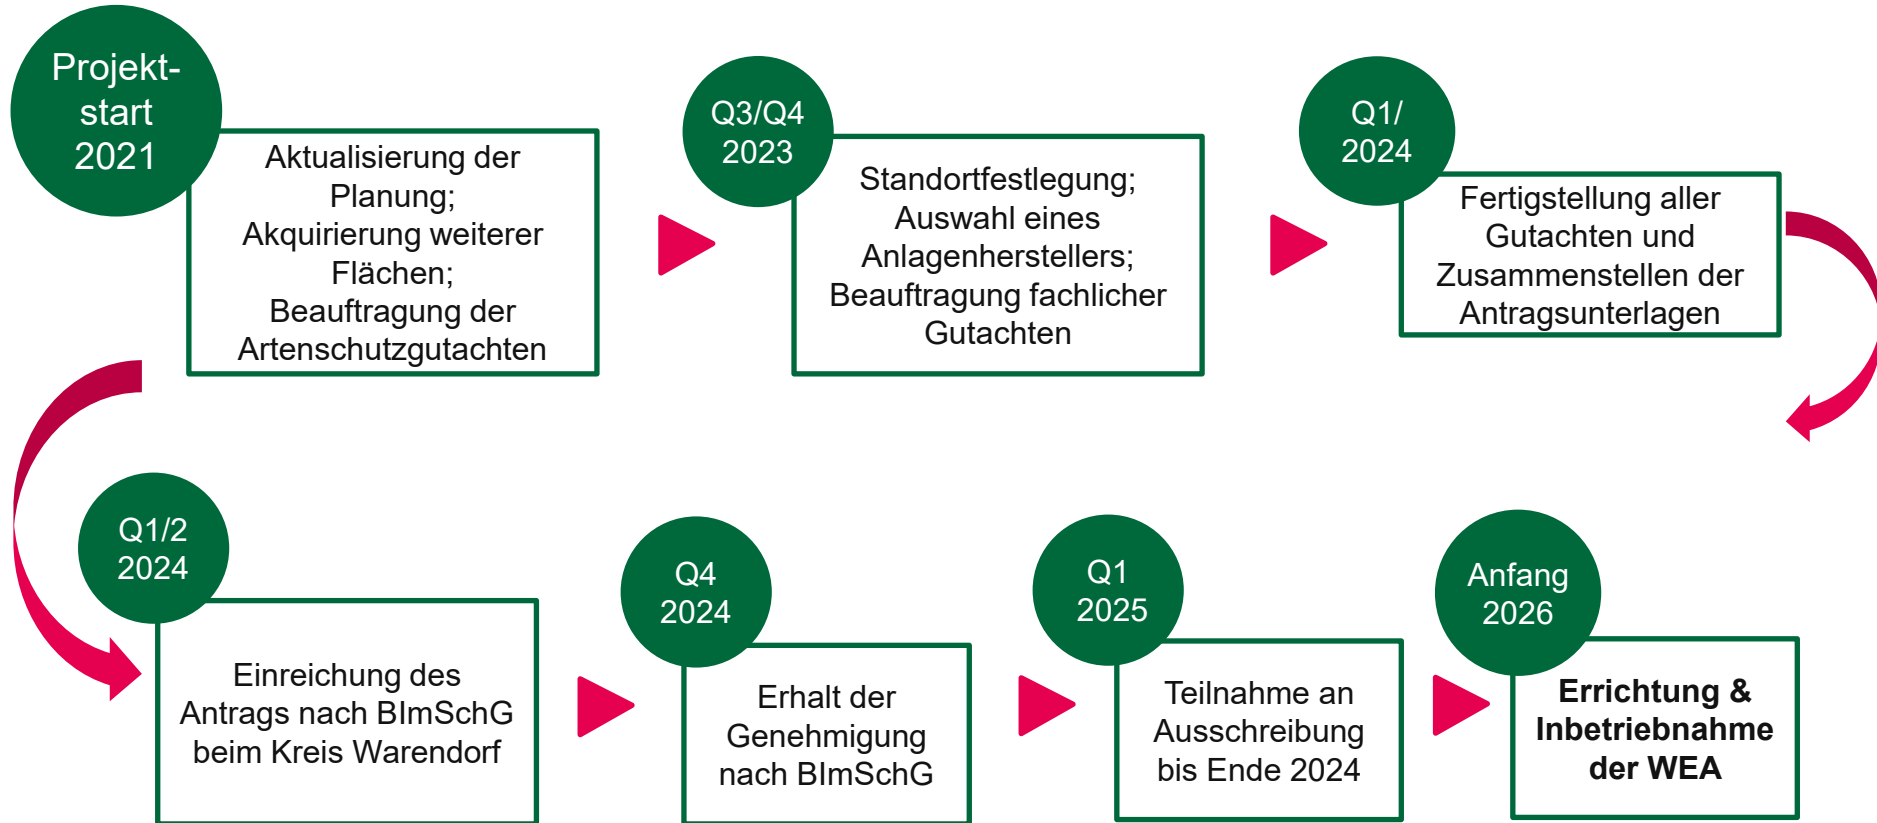 Projekt-
start
2021
Aktualisierung der
Planung;
Akquirierung weiterer
Flächen;
Beauftragung der
Artenschutzgutachten
Q3/Q4
2023
Standortfestlegung;
Auswahl eines
Anlagenherstellers;
Beauftragung fachlicher
Gutachten
Q1/
2024
Fertigstellung aller
Gutachten und
Zusammenstellen der
Antragsunterlagen
Q1/2
2024
Einreichung des
Antrags nach BImSchG
beim Kreis Warendorf
Q4
2024
Erhalt der
Genehmigung
nach BImSchG
Q1
2025
Teilnahme an
Ausschreibung
bis Ende 2024
Anfang
2026
Errichtung &
Inbetriebnahme
der WEA